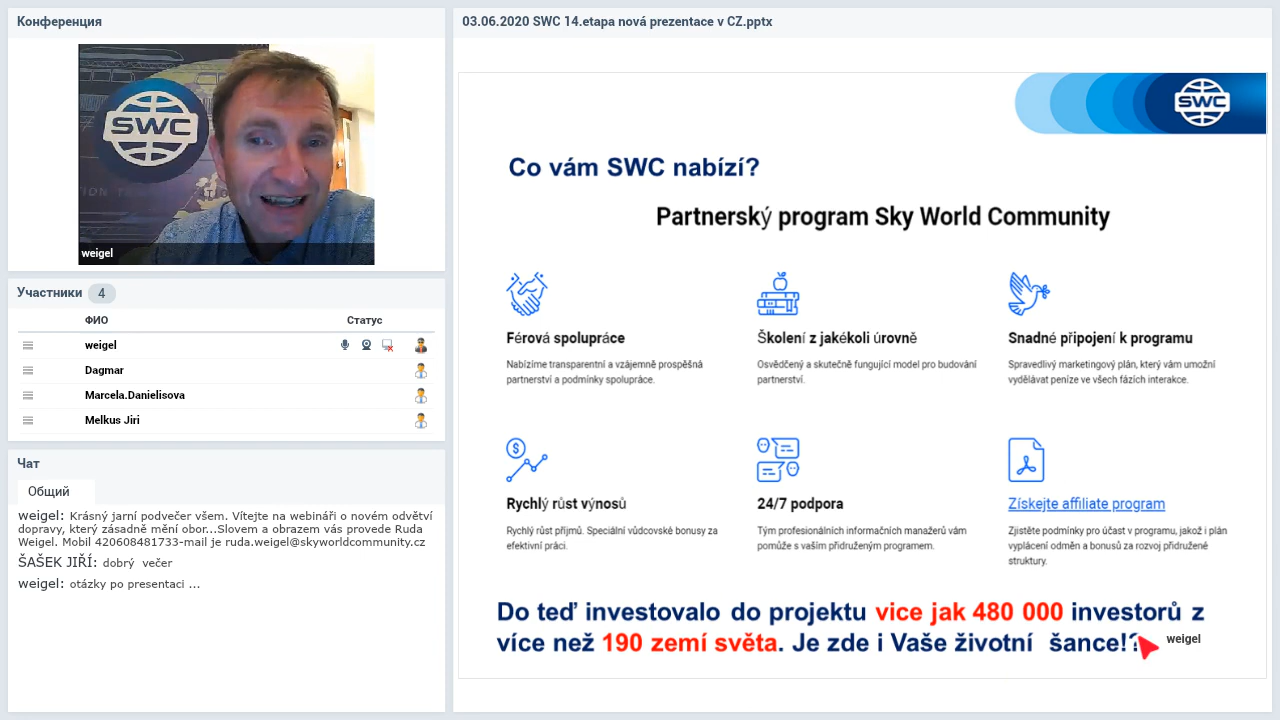 Конференция
SWC
weigel
Участники 4
ФИО Статус
weigel
Dagmar
Marcela.Danielisova
Melkus Jiri
Чат
Общий
weigel: Krásný jarní podvečer všem. Vítejte na webináři o novém odvětví
dopravy, který zásadně mění obor...Slovem a obrazem vás provede Ruda
Weigel. Mobil 420608481733-mail je ruda.weigel@skyworldcommunity.cz
ŠAŠEK JIŘÍ: dobrý večer
weigel: otázky po presentaci ...
03.06.2020 SWC 14.etapa nová prezentace v CZ.pptx
SWC
Co vám SWC nabízí?
Partnerský program Sky World Community
Férová spolupráce
Nabízíme transparentní a vzájemně prospěšná
partnerství a podmínky spolupráce.
Školení z jakékoli úrovně
Osvědčený a skutečně fungující model pro budování
partnerství.
Snadné připojení k programu
Spravedlivý marketingový plán, který vám umožní
vydělávat peníze ve všech fázích interakce.
Rychlý růst výnosů
Rychlý růst příjmů. Speciální vůdcovské bonusy za
efektivní práci.
24/7 podpora
Tým profesionálních informačních manažerů vám
pomůže s vaším přidruženým programem.
Získejte affiliate program
Zjistěte podmínky pro účast v programu, jakož i plán
vyplácení odměn a bonusů za rozvoj přidružené
struktury.
Do teď investovalo do projektu vice jak 480 000 investorů z
více než 190 zemí světa. Je zde i Vaše životní šance!?
weigel